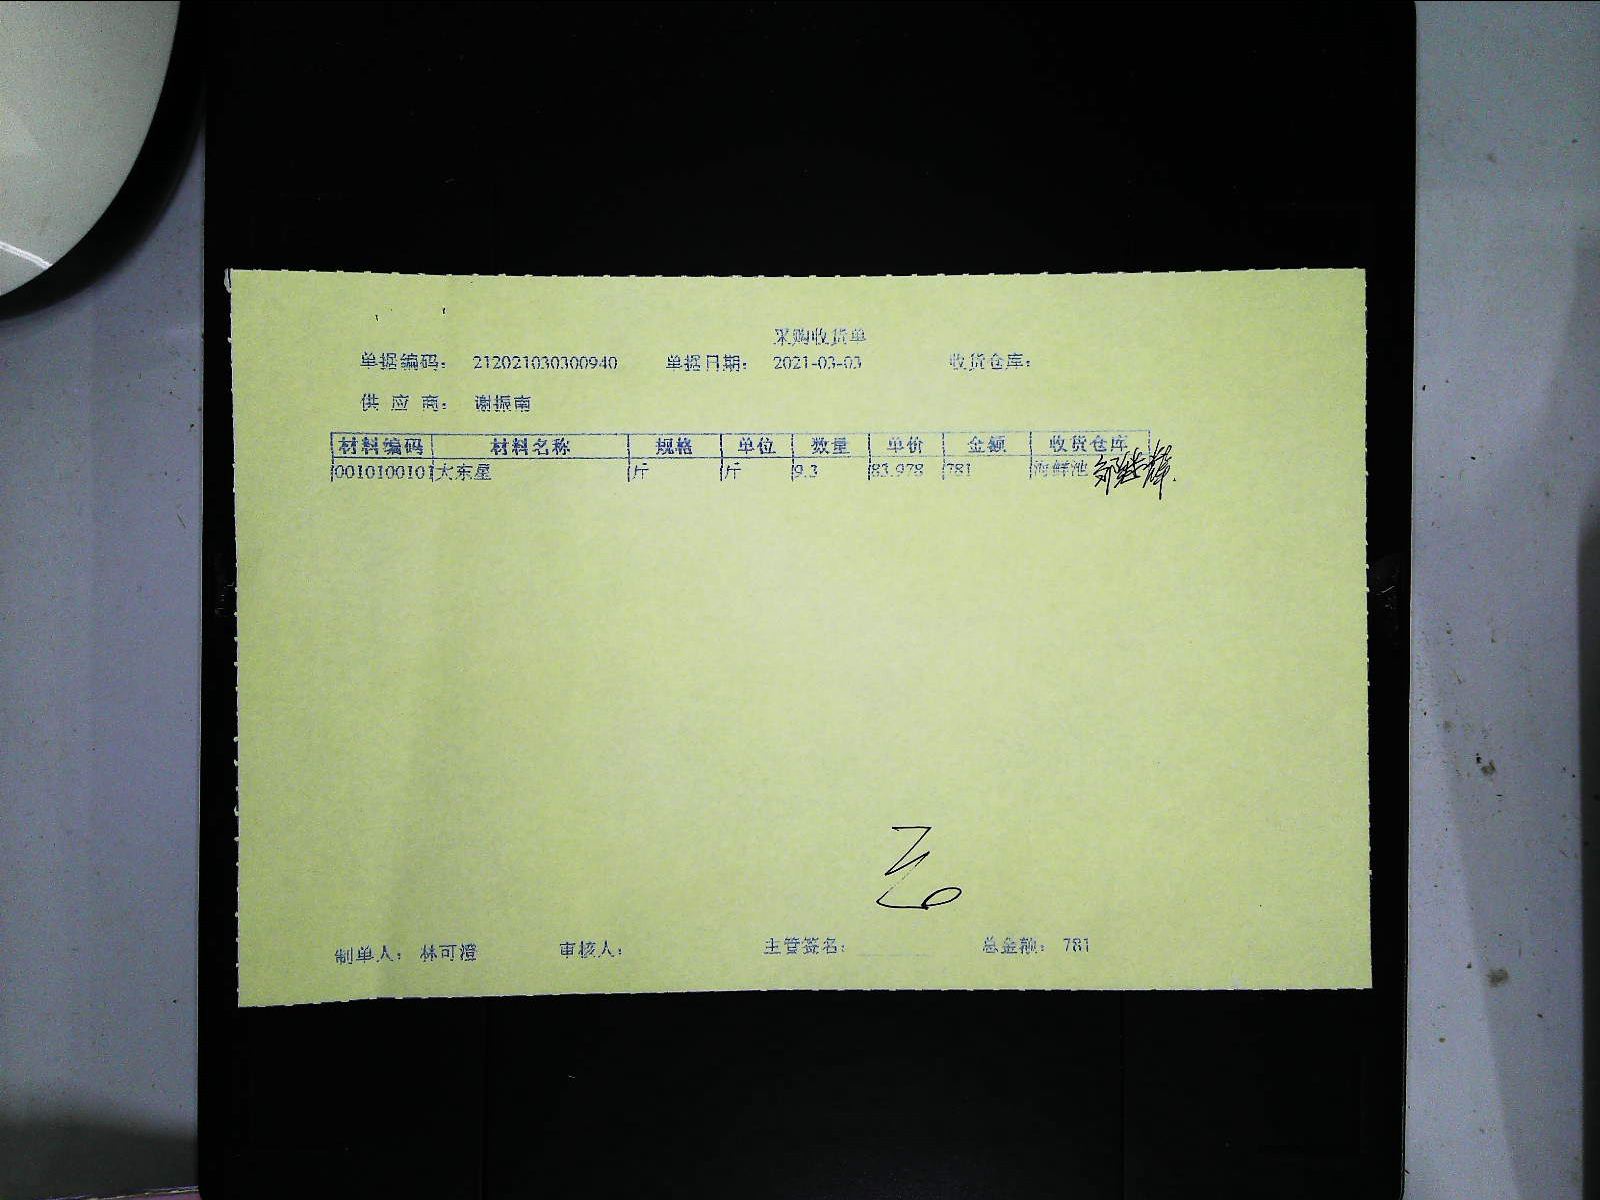 采购收货单
单据编码： 212021030300940 单据日期： 2021-03-03 收货仓库：
供 应 商： 谢振南
材料编码 材料名称 规格 单位 数量 单价 金额 收货仓库
0010100101 大东星 斤 斤 9.3 83.978 781 海鲜池
制单人： 林可澄 审核人： 主管签名： 总金额： 781